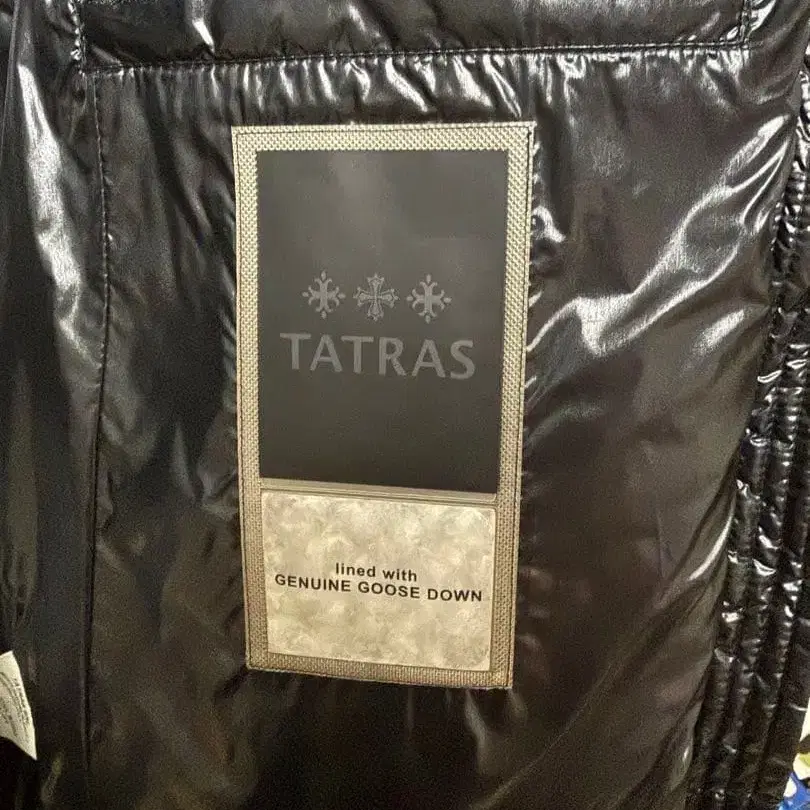 TATRAS
lined with
GENUINE GOOSE DOWN